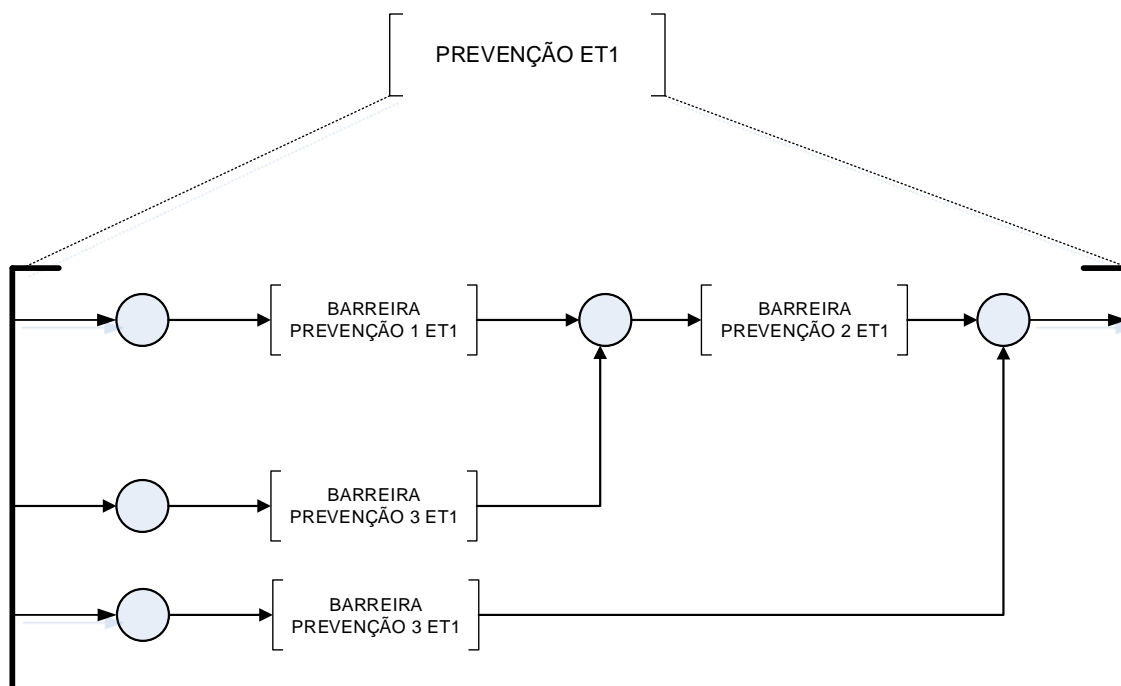 PREVENÇÃO ET1
BARREIRA
PREVENÇÃO 1 ET1
BARREIRA
PREVENÇÃO 2 ET1
BARREIRA
PREVENÇÃO 3 ET1
BARREIRA
PREVENÇÃO 3 ET1